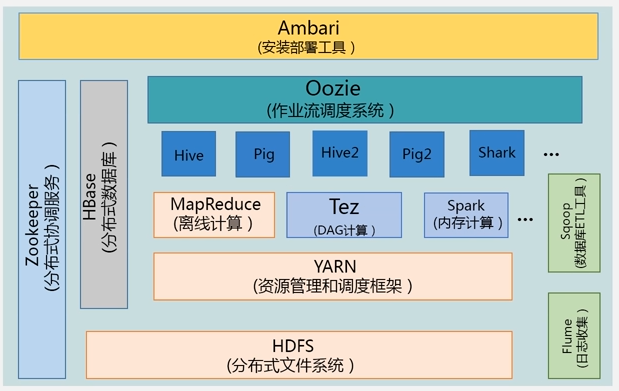 Ambari
(安装部署工具)
Oozie
(作业流调度系统)
Zookeeper
(分布式协调服务)
HBase
(分布式数据库)
Hive
Pig
Hive2
Pig2
Shark
...
MapReduce
(离线计算)
Tez
(DAG计算)
Spark
(内存计算)
...
Sqoop
(数据库ETL工具)
YARN
(资源管理和调度框架)
Flume
(日志收集)
HDFS
(分布式文件系统)